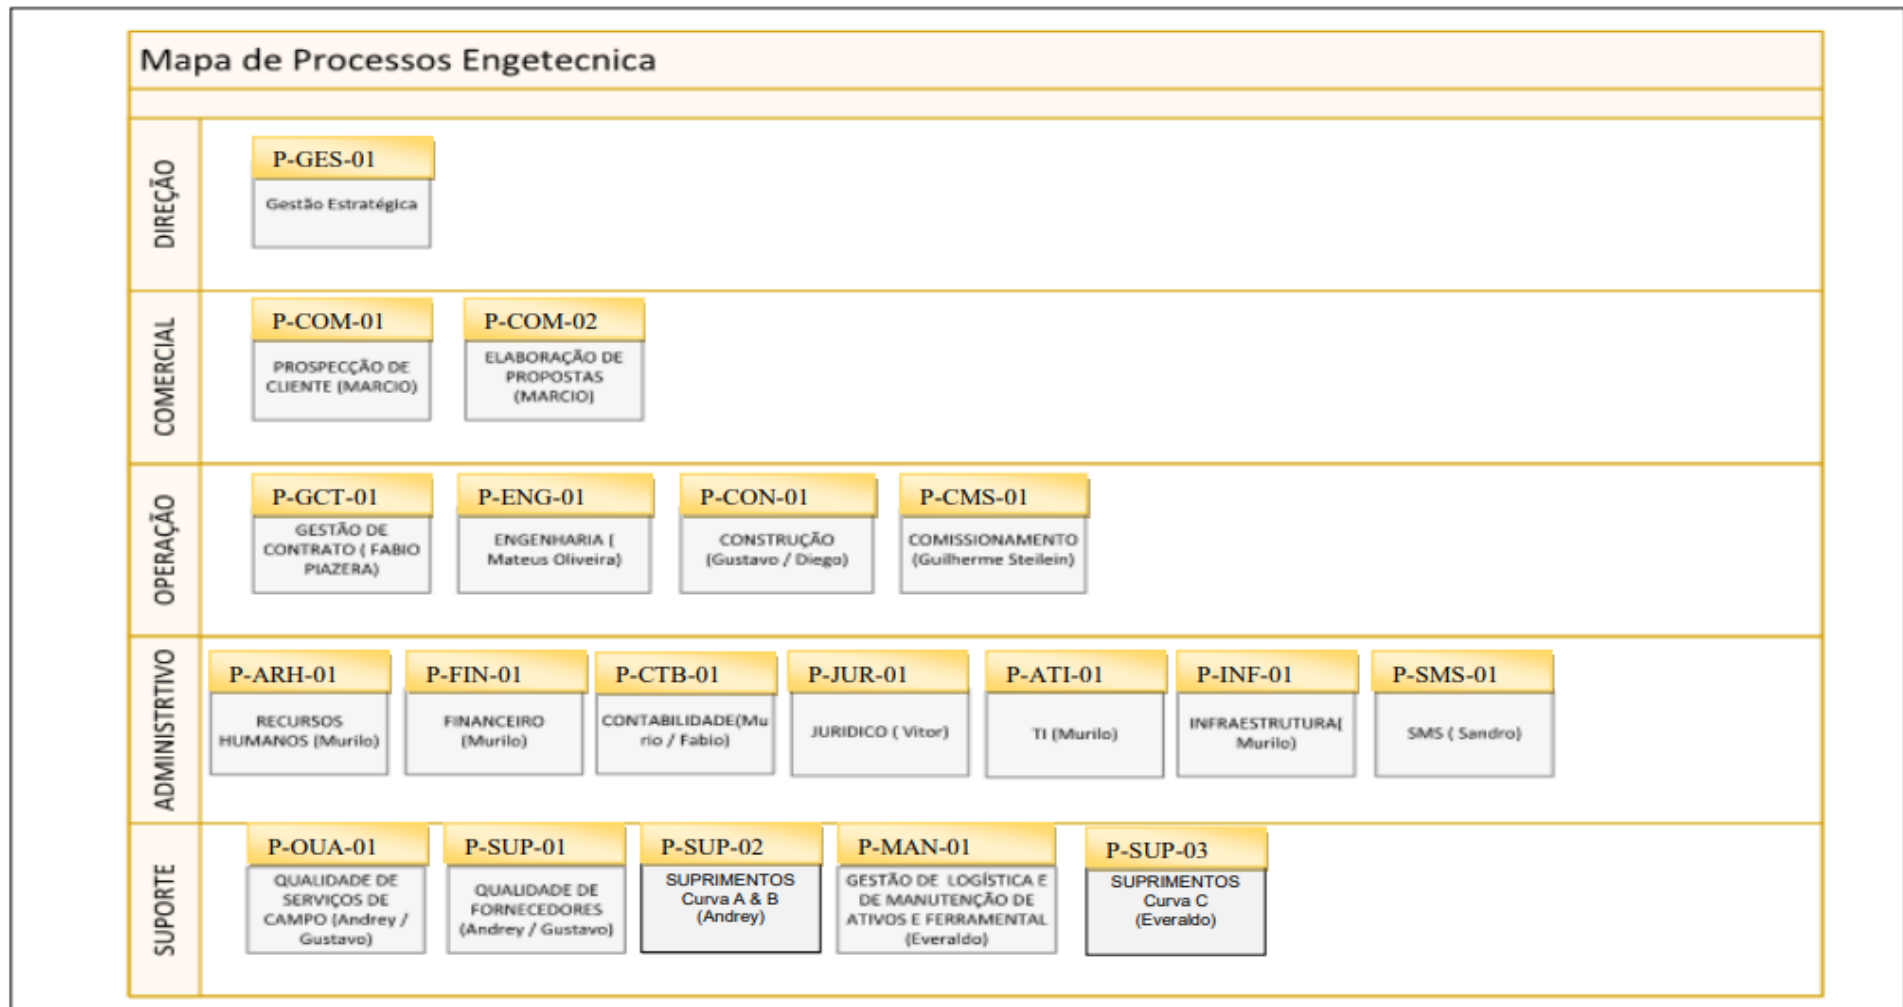 Mapa de Processos Engetecnica
DIREÇÃO
P-GES-01
Gestão Estratégica
COMERCIAL
P-COM-01
PROSPECÇÃO DE
CLIENTE (MARCIO)
P-COM-02
ELABORAÇÃO DE
PROPOSTAS
(MARCIO)
OPERAÇÃO
P-GCT-01
GESTÃO DE
CONTRATO ( FABIO
PIAZERA)
P-ENG-01
ENGENHARIA (
Mateus Oliveira)
P-CON-01
CONSTRUÇÃO
(Gustavo / Diego)
P-CMS-01
COMISSIONAMENTO
(Guilherme Steilein)
ADMINISTRTIVO
P-ARH-01
RECURSOS
HUMANOS (Murilo)
P-FIN-01
FINANCEIRO
(Murilo)
P-CTB-01
CONTABILIDADE(Mu
rio / Fabio)
P-JUR-01
JURIDICO ( Vitor)
P-ATI-01
TI (Murilo)
P-INF-01
INFRAESTRUTURA(
Murilo)
P-SMS-01
SMS ( Sandro)
SUPORTE
P-OUA-01
QUALIDADE DE
SERVIÇOS DE
CAMPO (Andrey /
Gustavo)
P-SUP-01
QUALIDADE DE
FORNECEDORES
(Andrey / Gustavo)
P-SUP-02
SUPRIMENTOS
Curva A & B
(Andrey)
P-MAN-01
GESTÃO DE LOGÍSTICA E
DE MANUTENÇÃO DE
ATIVOS E FERRAMENTAL
(Everaldo)
P-SUP-03
SUPRIMENTOS
Curva C
(Everaldo)